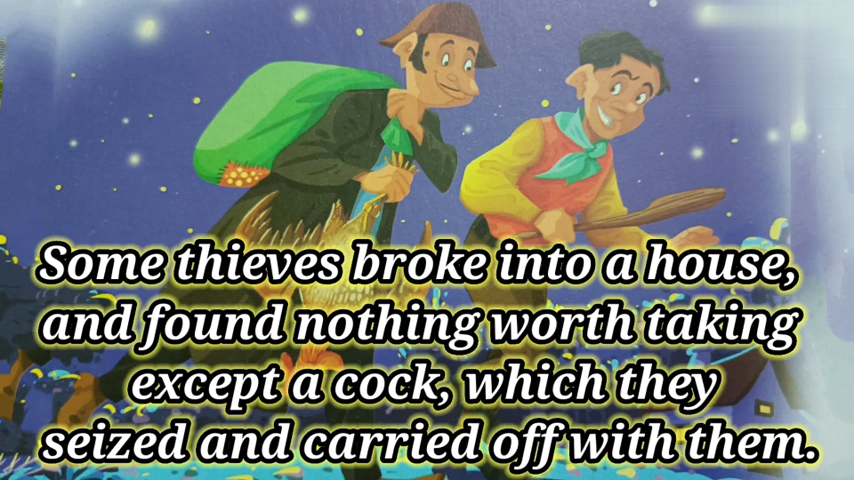 Some thieves broke into a house,
and found nothing worth taking
except a cock, which they
seized and carried off with them.